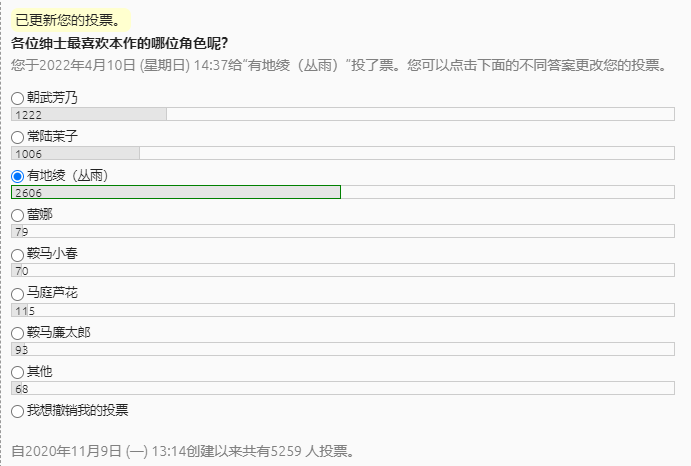 已更新您的投票。
各位绅士最喜欢本作的哪位角色呢？
您于2022年4月10日 (星期日) 14:37给“有地绫（丛雨）”投了票。您可以点击下面的不同答案更改您的投票。
朝武芳乃
1222
常陆茉子
1006
有地绫（丛雨）
2606
蕾娜
79
鞍马小春
70
马庭芦花
115
鞍马廉太郎
93
其他
68
我想撤销我的投票
自2020年11月9日 (一) 13:14创建以来共有5259 人投票。